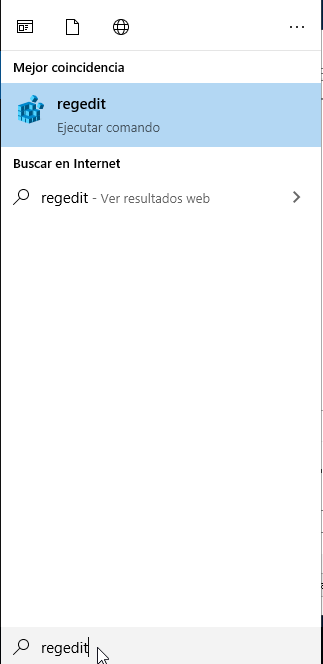 Mejor coincidencia
regedit
Ejecutar comando
Buscar en Internet
regedit - Ver resultados web
regedit